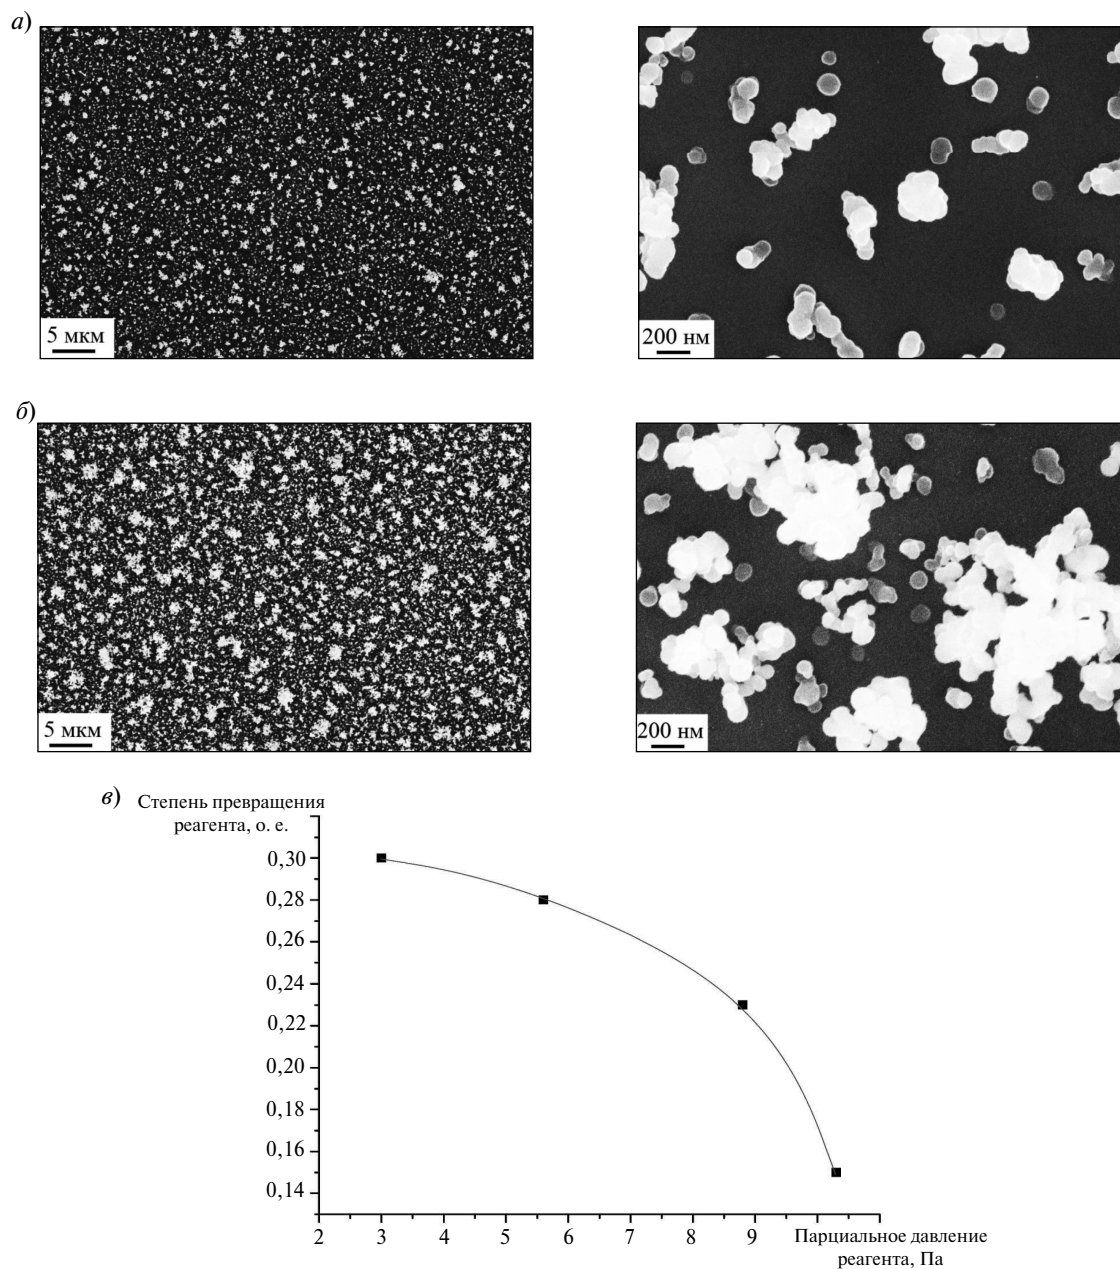 а)
5 мкм
200 нм
б)
5 мкм
200 нм
в)
Степень превращения
реагента, о. е.
0,30
0,28
0,26
0,24
0,22
0,20
0,18
0,16
0,14
2 3 4 5 6 7 8 9
Парциальное давление
реагента, Па